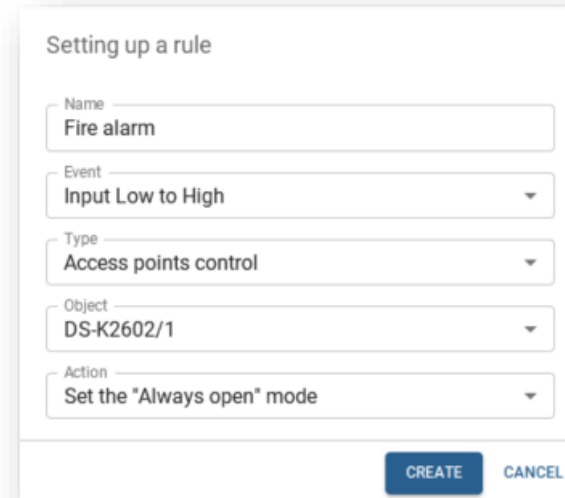 Setting up a rule
Name
Fire alarm
Event
Input Low to High
Type
Access points control
Object
DS-K2602/1
Action
Set the "Always open" mode
CREATE CANCEL